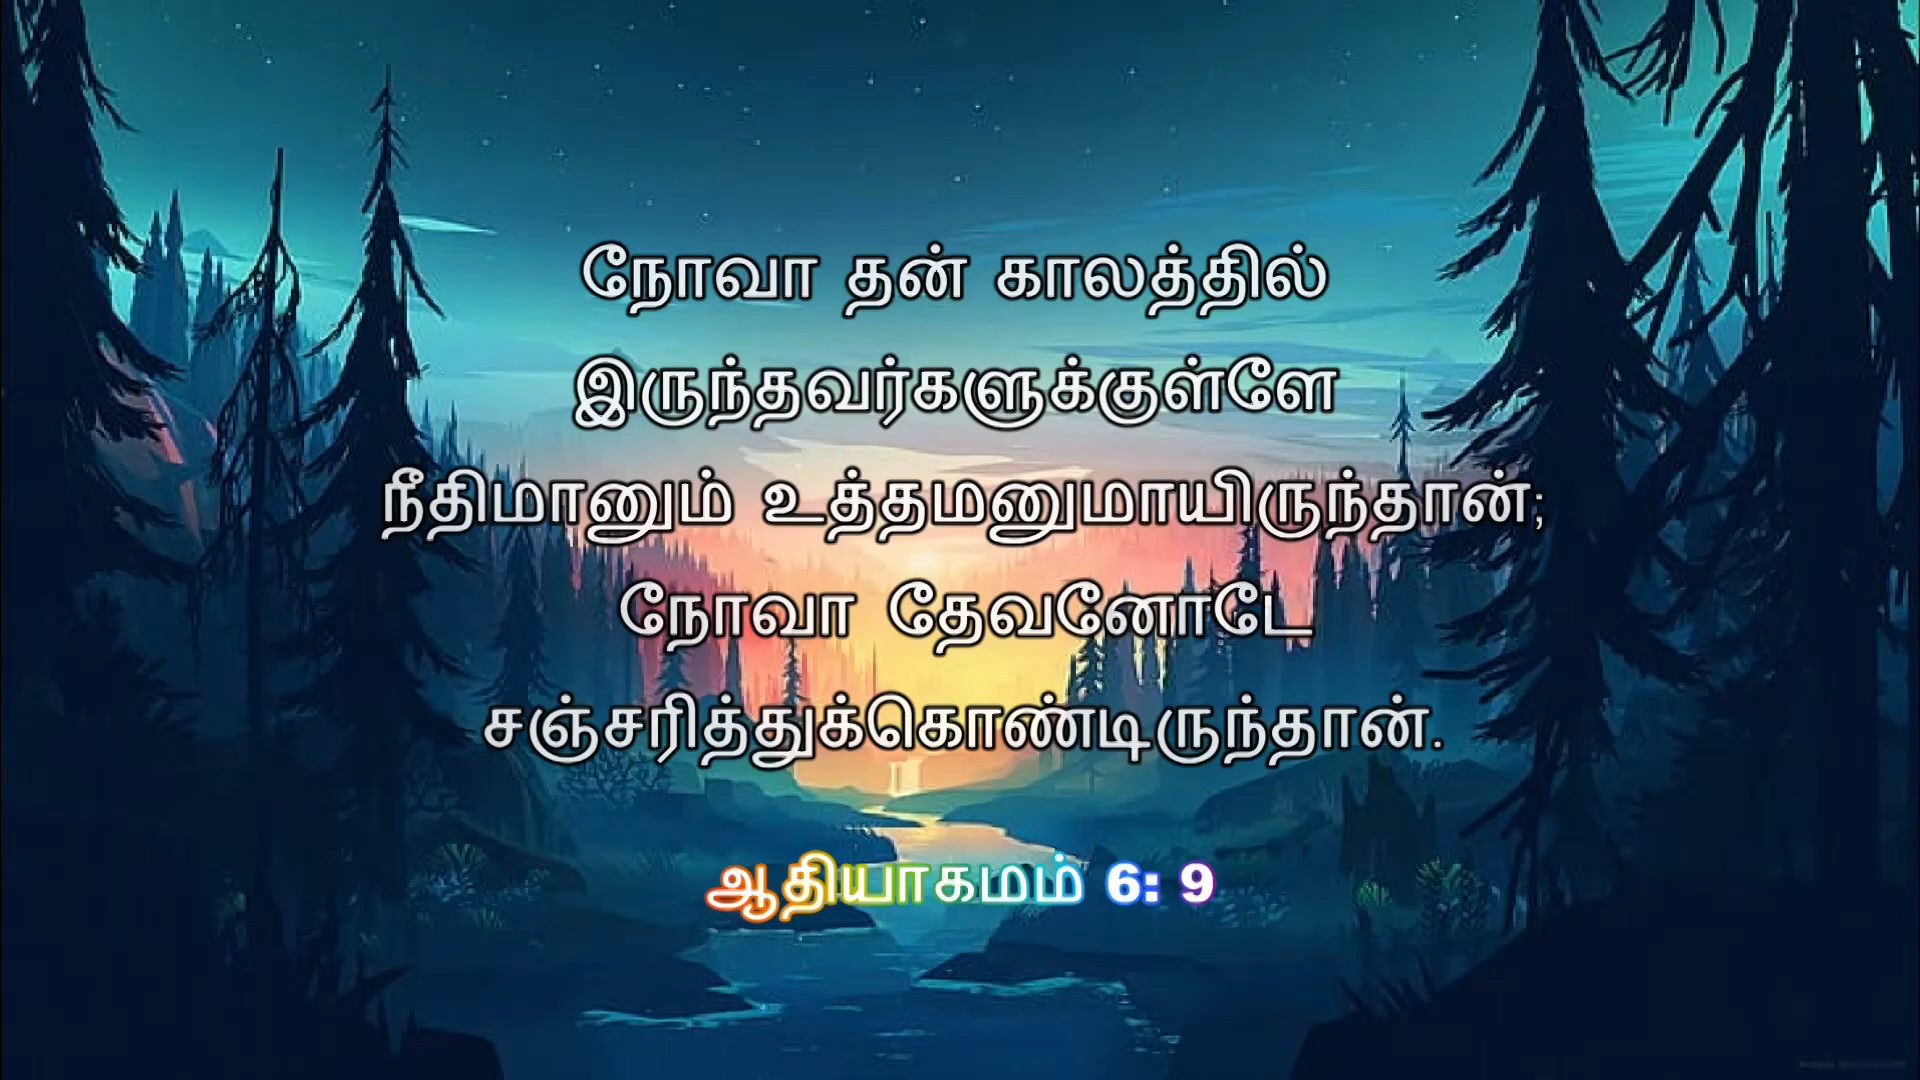 நோவா தன் காலத்தில்
இருந்தவர்களுக்குள்ளே
நீதிமானும் உத்தமனுமாயிருந்தான்;
நோவா தேவனோடே
சஞ்சரித்துக்கொண்டிருந்தான்.
ஆதியாகமம் 6: 9